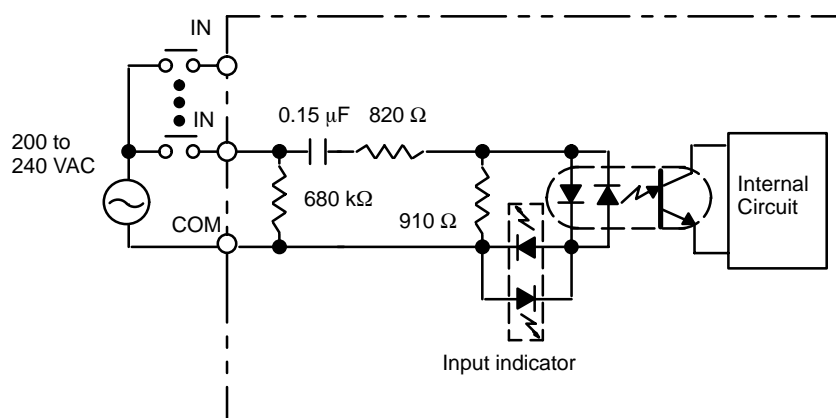 IN
IN
0.15 μF
820 Ω
200 to
240 VAC
680 kΩ
COM
910 Ω
Internal
Circuit
Input indicator